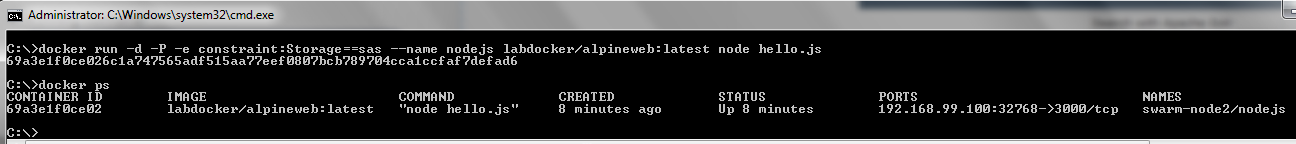 Administrator: C:\Windows\system32\cmd.exe
C:\>docker run -d -P -e constraint:Storage==sas --name nodejs labdocker/alpineweb:latest node hello.js
69a3e1f0ce026c1a747565adf515aa77eef0807bcb789704cca1ccfaf7defad6
C:\>docker ps
CONTAINER ID IMAGE COMMAND CREATED STATUS PORTS NAMES
69a3e1f0ce02 labdocker/alpineweb:latest "node hello.js" 8 minutes ago Up 8 minutes 192.168.99.100:32768->3000/tcp swarm-node2/nodejs
C:\>